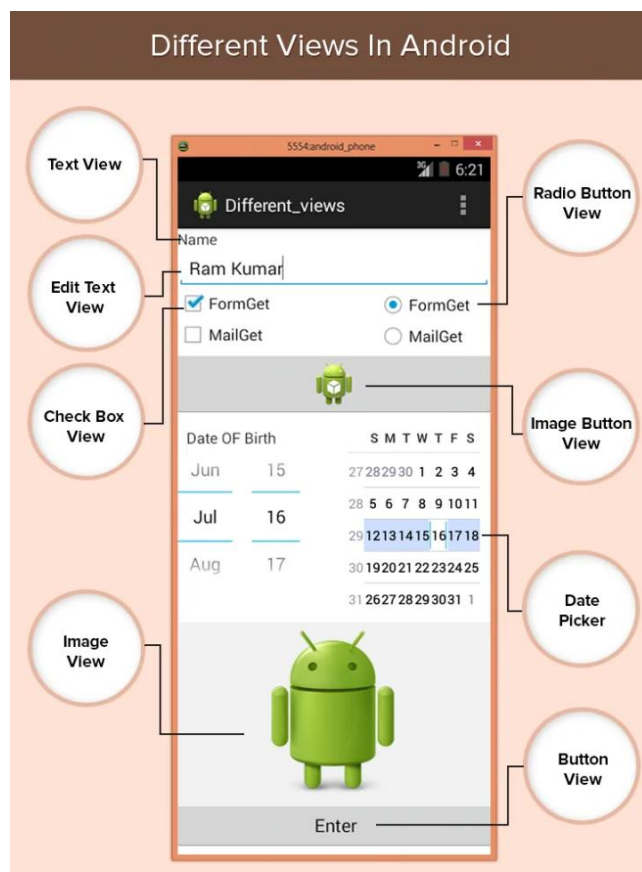 Different Views In Android
Text View
Edit Text
View
Check Box
View
Image
View
5554:android_phone
3G 6:21
Different_views
Name
Ram Kumar
FormGet
MailGet
FormGet
MailGet
Date OF Birth
Jun 15
Jul 16
Aug 17
S M T W T F S
27 28 29 30 1 2 3 4
28 5 6 7 8 9 10 11
29 12 13 14 15 16 17 18
30 19 20 21 22 23 24 25
31 26 27 28 29 30 31 1
Enter
Radio Button
View
Image Button
View
Date
Picker
Button
View